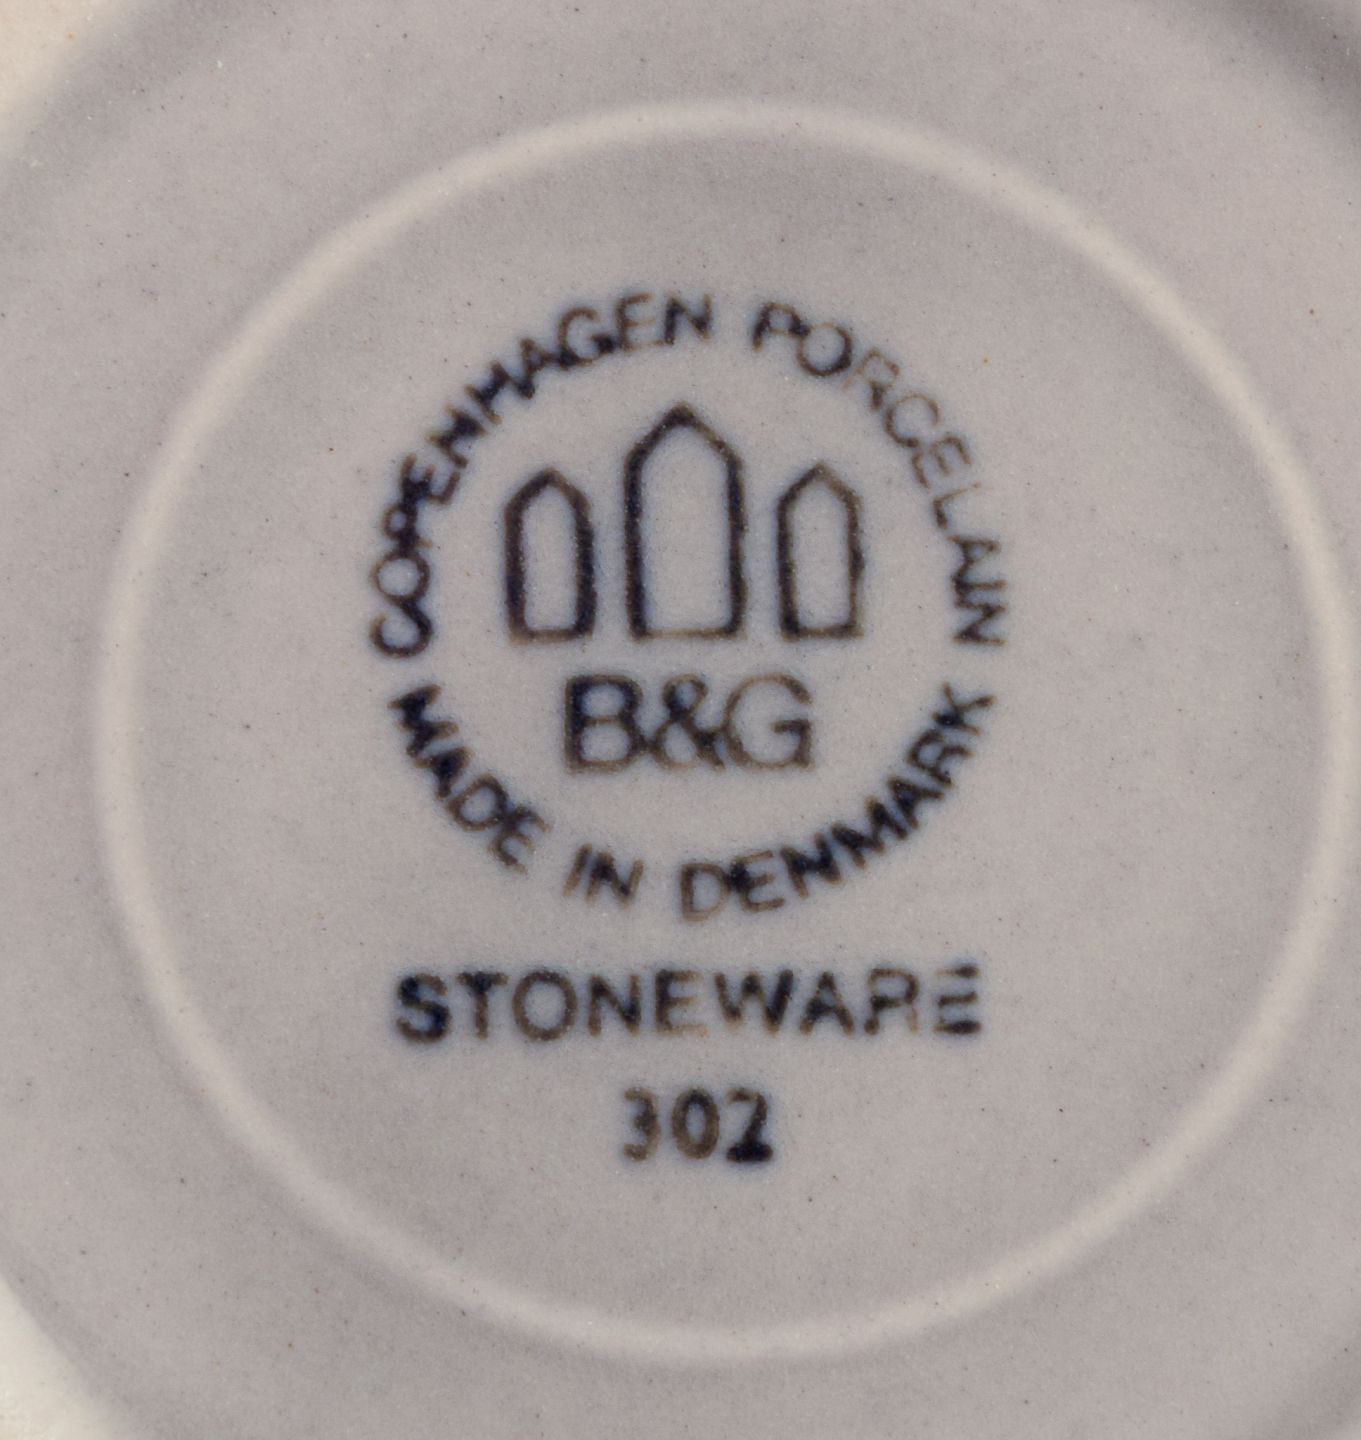 COPENHAGEN PORCELAIN
B&G
MADE IN DENMARK
STONEWARE
302